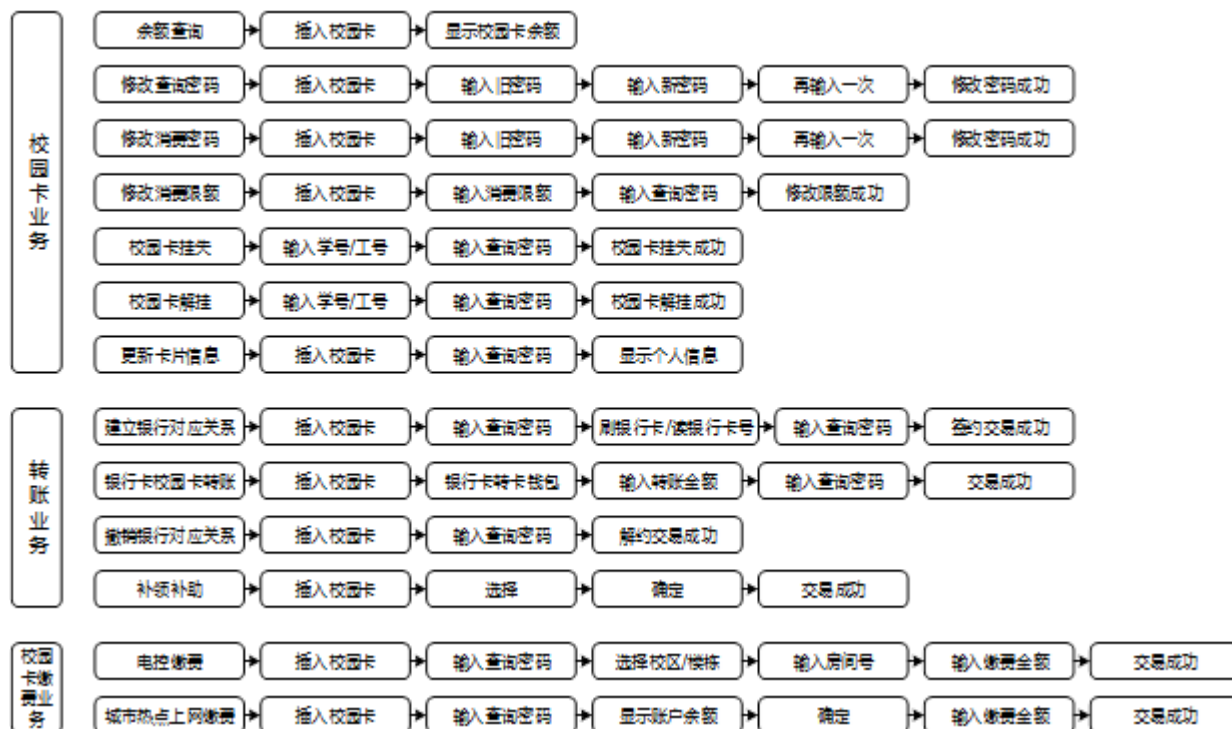 校园卡业务
余额查询 插入校园卡 显示校园卡余额
修改查询密码 插入校园卡 输入旧密码 输入新密码 再输入一次 修改密码成功
修改消费密码 插入校园卡 输入旧密码 输入新密码 再输入一次 修改密码成功
修改消费限额 插入校园卡 输入消费限额 输入查询密码 修改限额成功
校园卡挂失 输入学号/工号 输入查询密码 校园卡挂失成功
校园卡解挂 输入学号/工号 输入查询密码 校园卡解挂成功
更新卡片信息 插入校园卡 输入查询密码 显示个人信息
转账业务
建立银行对应关系 插入校园卡 输入查询密码 刷银行卡/读银行卡号 输入查询密码 签约交易成功
银行卡校园卡转账 插入校园卡 银行卡转卡钱包 输入转账金额 输入查询密码 交易成功
撤销银行对应关系 插入校园卡 输入查询密码 解约交易成功
补领补助 插入校园卡 选择 确定 交易成功
校园卡缴费业务
电控缴费 插入校园卡 输入查询密码 选择校区/楼栋 输入房间号 输入缴费金额 交易成功
城市热点上网缴费 插入校园卡 输入查询密码 显示账户余额 确定 输入缴费金额 交易成功